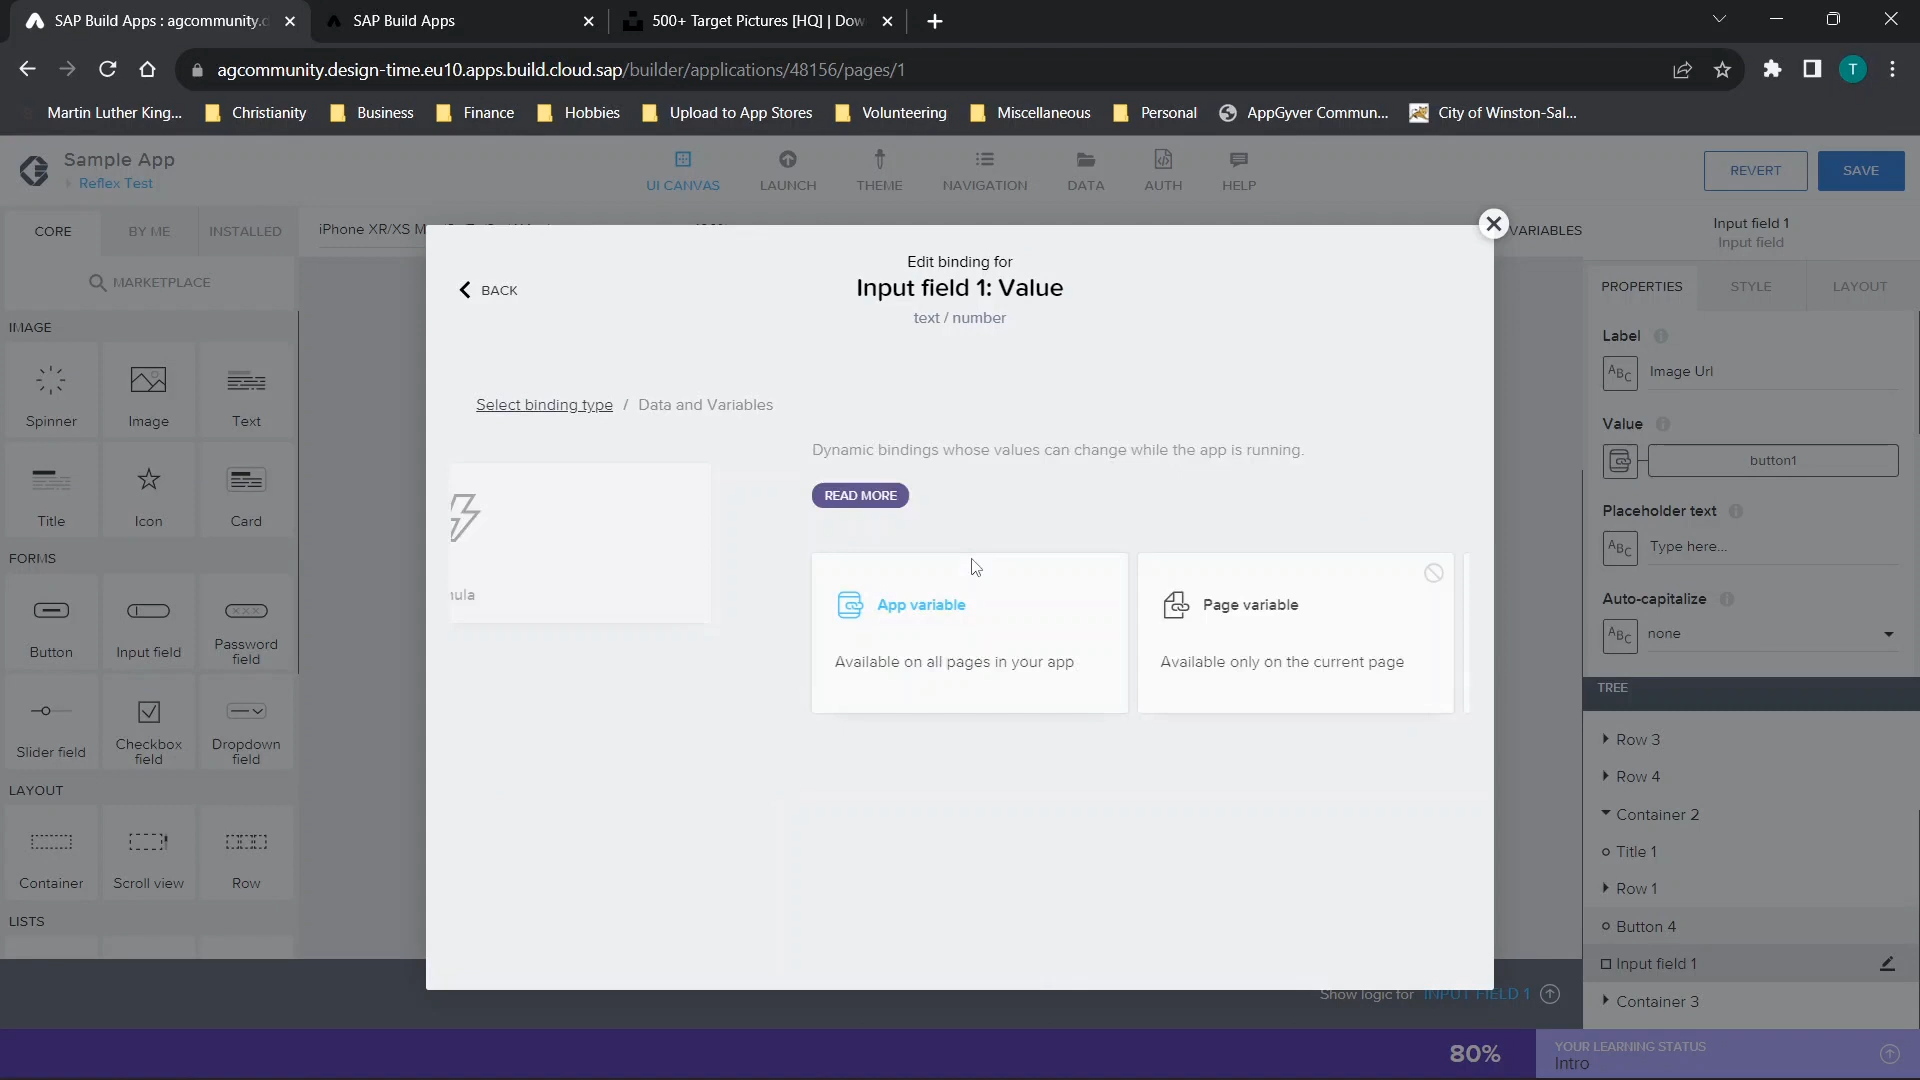 SAP Build Apps : agcommunity.c
SAP Build Apps
500+ Target Pictures [HQ] | Dow
agcommunity.design-time.eu10.apps.build.cloud.sap/builder/applications/48156/pages/1
T
Martin Luther King...
Christianity
Business
Finance
Hobbies
Upload to App Stores
Volunteering
Miscellaneous
Personal
AppGyver Commun...
City of Winston-Sal...
Sample App
Reflex Test
UI CANVAS
LAUNCH
THEME
NAVIGATION
DATA
AUTH
HELP
REVERT
SAVE
CORE
BY ME
INSTALLED
iPhone XR/XS M
VARIABLES
Input field 1
Input field
MARKETPLACE
IMAGE
Spinner
Image
Text
Title
Icon
Card
FORMS
Button
Input field
Password
field
Slider field
Checkbox
field
Dropdown
field
LAYOUT
Container
Scroll view
Row
LISTS
BACK
Edit binding for
Input field 1: Value
text / number
Select binding type / Data and Variables
Dynamic bindings whose values can change while the app is running.
READ MORE
nula
App variable
Available on all pages in your app
Page variable
Available only on the current page
PROPERTIES
STYLE
LAYOUT
Label
ABC
Image Url
Value
button1
Placeholder text
ABC
Type here...
Auto-capitalize
ABC
none
TREE
Row 3
Row 4
Container 2
Title 1
Row 1
Button 4
Input field 1
Container 3
Show logic for INPUT FIELD 1
80%
YOUR LEARNING STATUS
Intro